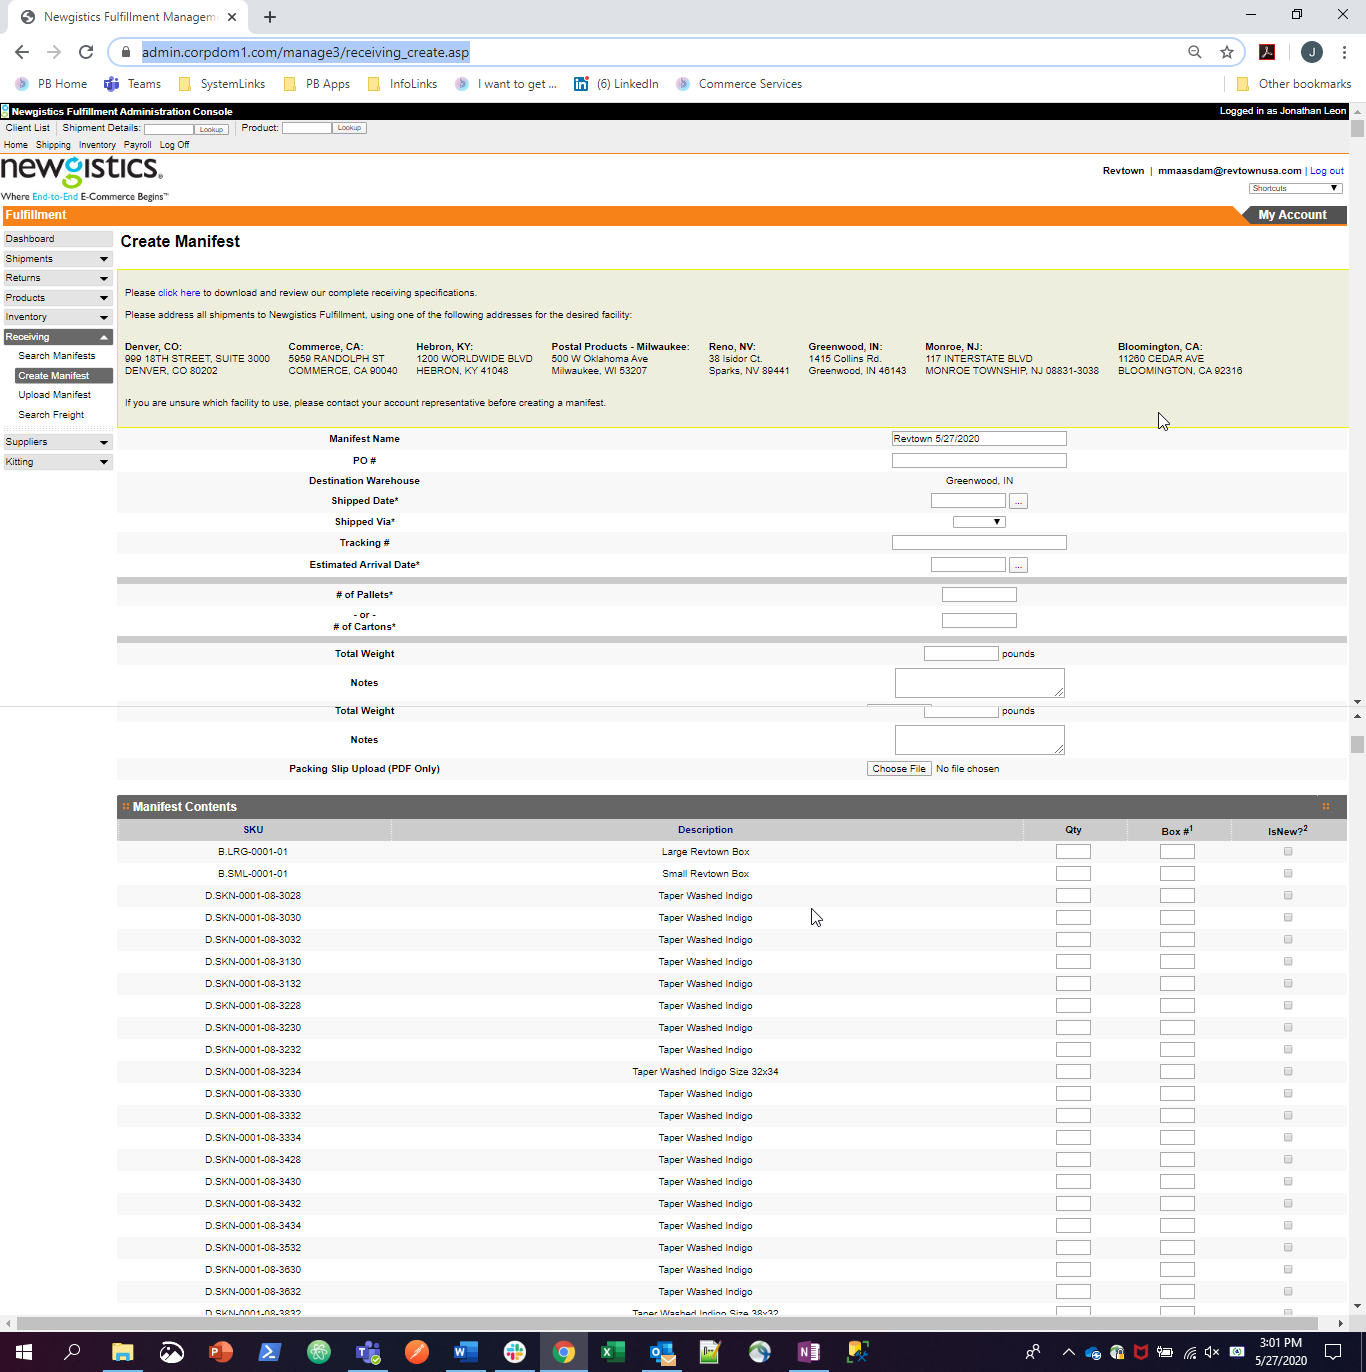 Newgistics Fulfillment Managem
admin.corpdom1.com/manage3/receiving_create.asp
J
PB Home Teams SystemLinks PB Apps InfoLinks I want to get ... (6) LinkedIn Commerce Services Other bookmarks
Newgistics Fulfillment Administration Console Logged in as Jonathan Leon
Client List Shipment Details: Lookup Product: Lookup
Home Shipping Inventory Payroll Log Off
newgistics.
Where End-to-End E-Commerce Begins™
Revtown | mmaasdam@revtownusa.com | Log out
Shortcuts
Fulfillment My Account
Dashboard
Shipments
Returns
Products
Inventory
Receiving
Search Manifests
Create Manifest
Upload Manifest
Search Freight
Suppliers
Kitting
Create Manifest
Please click here to download and review our complete receiving specifications.
Please address all shipments to Newgistics Fulfillment, using one of the following addresses for the desired facility:
Denver, CO: Commerce, CA: Hebron, KY: Postal Products - Milwaukee: Reno, NV: Greenwood, IN: Monroe, NJ: Bloomington, CA:
999 18TH STREET, SUITE 3000 5959 RANDOLPH ST 1200 WORLDWIDE BLVD 500 W Oklahoma Ave 38 Isidor Ct. 1415 Collins Rd. 117 INTERSTATE BLVD 11260 CEDAR AVE
DENVER, CO 80202 COMMERCE, CA 90040 HEBRON, KY 41048 Milwaukee, WI 53207 Sparks, NV 89441 Greenwood, IN 46143 MONROE TOWNSHIP, NJ 08831-3038 BLOOMINGTON, CA 92316
If you are unsure which facility to use, please contact your account representative before creating a manifest.
Manifest Name Revtown 5/27/2020
PO #
Destination Warehouse Greenwood, IN
Shipped Date* ...
Shipped Via*
Tracking #
Estimated Arrival Date* ...
# of Pallets*
- or -
# of Cartons*
Total Weight pounds
Notes
Total Weight pounds
Notes
Packing Slip Upload (PDF Only) Choose File No file chosen
Manifest Contents
SKU Description Qty Box #1 IsNew?2
B.LRG-0001-01 Large Revtown Box
B.SML-0001-01 Small Revtown Box
D.SKN-0001-08-3028 Taper Washed Indigo
D.SKN-0001-08-3030 Taper Washed Indigo
D.SKN-0001-08-3032 Taper Washed Indigo
D.SKN-0001-08-3130 Taper Washed Indigo
D.SKN-0001-08-3132 Taper Washed Indigo
D.SKN-0001-08-3228 Taper Washed Indigo
D.SKN-0001-08-3230 Taper Washed Indigo
D.SKN-0001-08-3232 Taper Washed Indigo
D.SKN-0001-08-3234 Taper Washed Indigo Size 32x34
D.SKN-0001-08-3330 Taper Washed Indigo
D.SKN-0001-08-3332 Taper Washed Indigo
D.SKN-0001-08-3334 Taper Washed Indigo
D.SKN-0001-08-3428 Taper Washed Indigo
D.SKN-0001-08-3430 Taper Washed Indigo
D.SKN-0001-08-3432 Taper Washed Indigo
D.SKN-0001-08-3434 Taper Washed Indigo
D.SKN-0001-08-3532 Taper Washed Indigo
D.SKN-0001-08-3630 Taper Washed Indigo
D.SKN-0001-08-3632 Taper Washed Indigo
D.SKN-0001-08-3832 Taper Washed Indigo Size 38x32
3:01 PM
5/27/2020